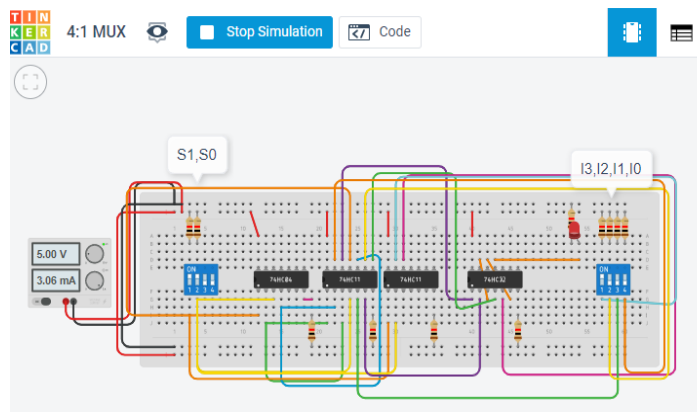 TIN
KER
CAD
4:1 MUX
Stop Simulation
Code
S1,S0
I3,I2,I1,I0
5.00 V
3.06 mA
ON
1 2 3 4
74HC04
74HC11
74HC11
74HC32
ON
1 2 3 4